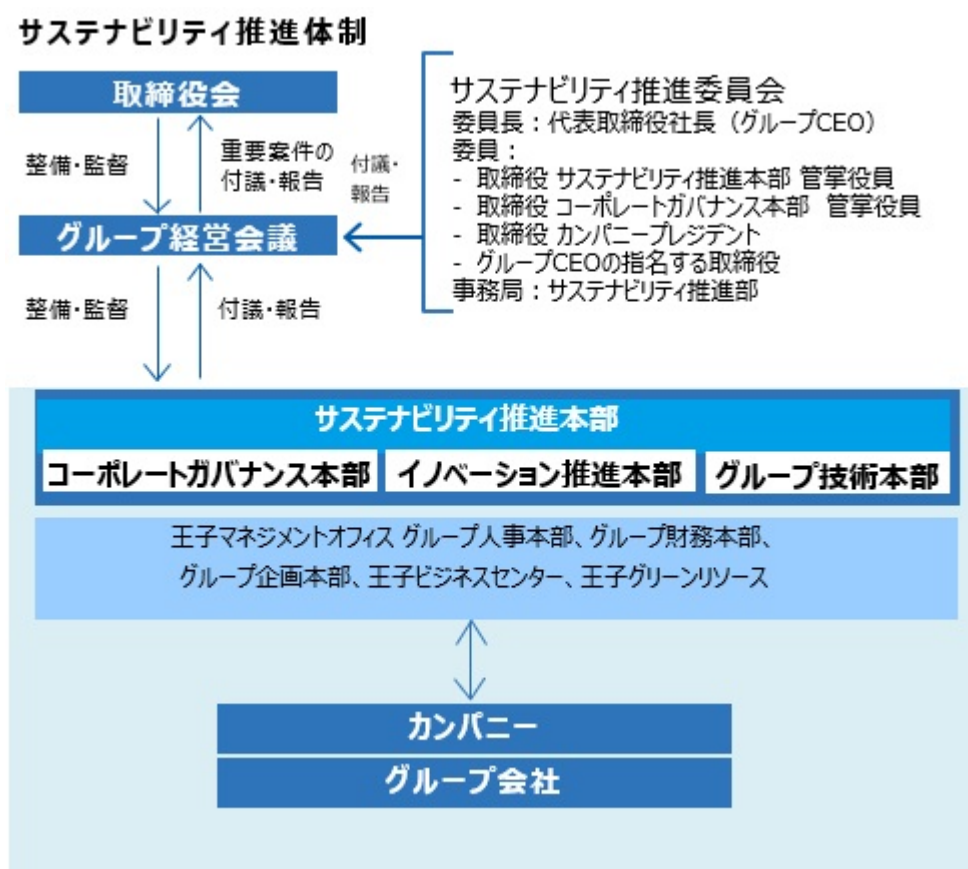 サステナビリティ推進体制
取締役会
整備・監督
重要案件の
付議・報告
付議・
報告
サステナビリティ推進委員会
委員長：代表取締役社長（グループCEO）
委員：
- 取締役 サステナビリティ推進本部 管掌役員
- 取締役 コーポレートガバナンス本部 管掌役員
- 取締役 カンパニープレジデント
- グループCEOの指名する取締役
事務局：サステナビリティ推進部
グループ経営会議
整備・監督
付議・報告
サステナビリティ推進本部
コーポレートガバナンス本部
イノベーション推進本部
グループ技術本部
王子マネジメントオフィス グループ人事本部、グループ財務本部、
グループ企画本部、王子ビジネスセンター、王子グリーンリソース
カンパニー
グループ会社